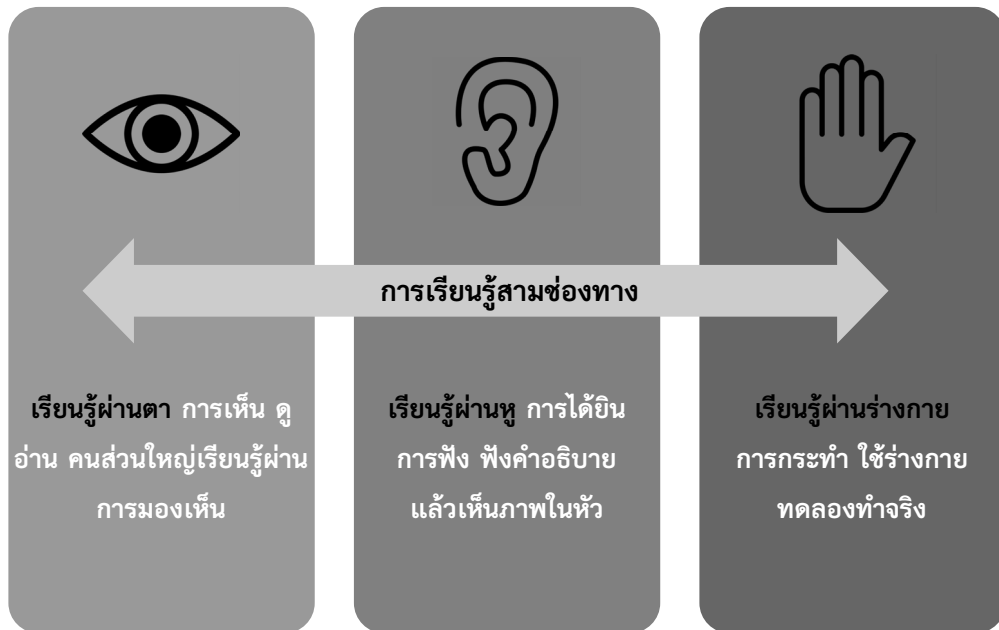 การเรียนรู้สามช่องทาง
เรียนรู้ผ่านตา การเห็น ดู
อ่าน คนส่วนใหญ่เรียนรู้ผ่าน
การมองเห็น
เรียนรู้ผ่านหู การได้ยิน
การฟัง ฟังคำอธิบาย
แล้วเห็นภาพในหัว
เรียนรู้ผ่านร่างกาย
การกระทำ ใช้ร่างกาย
ทดลองทำจริง